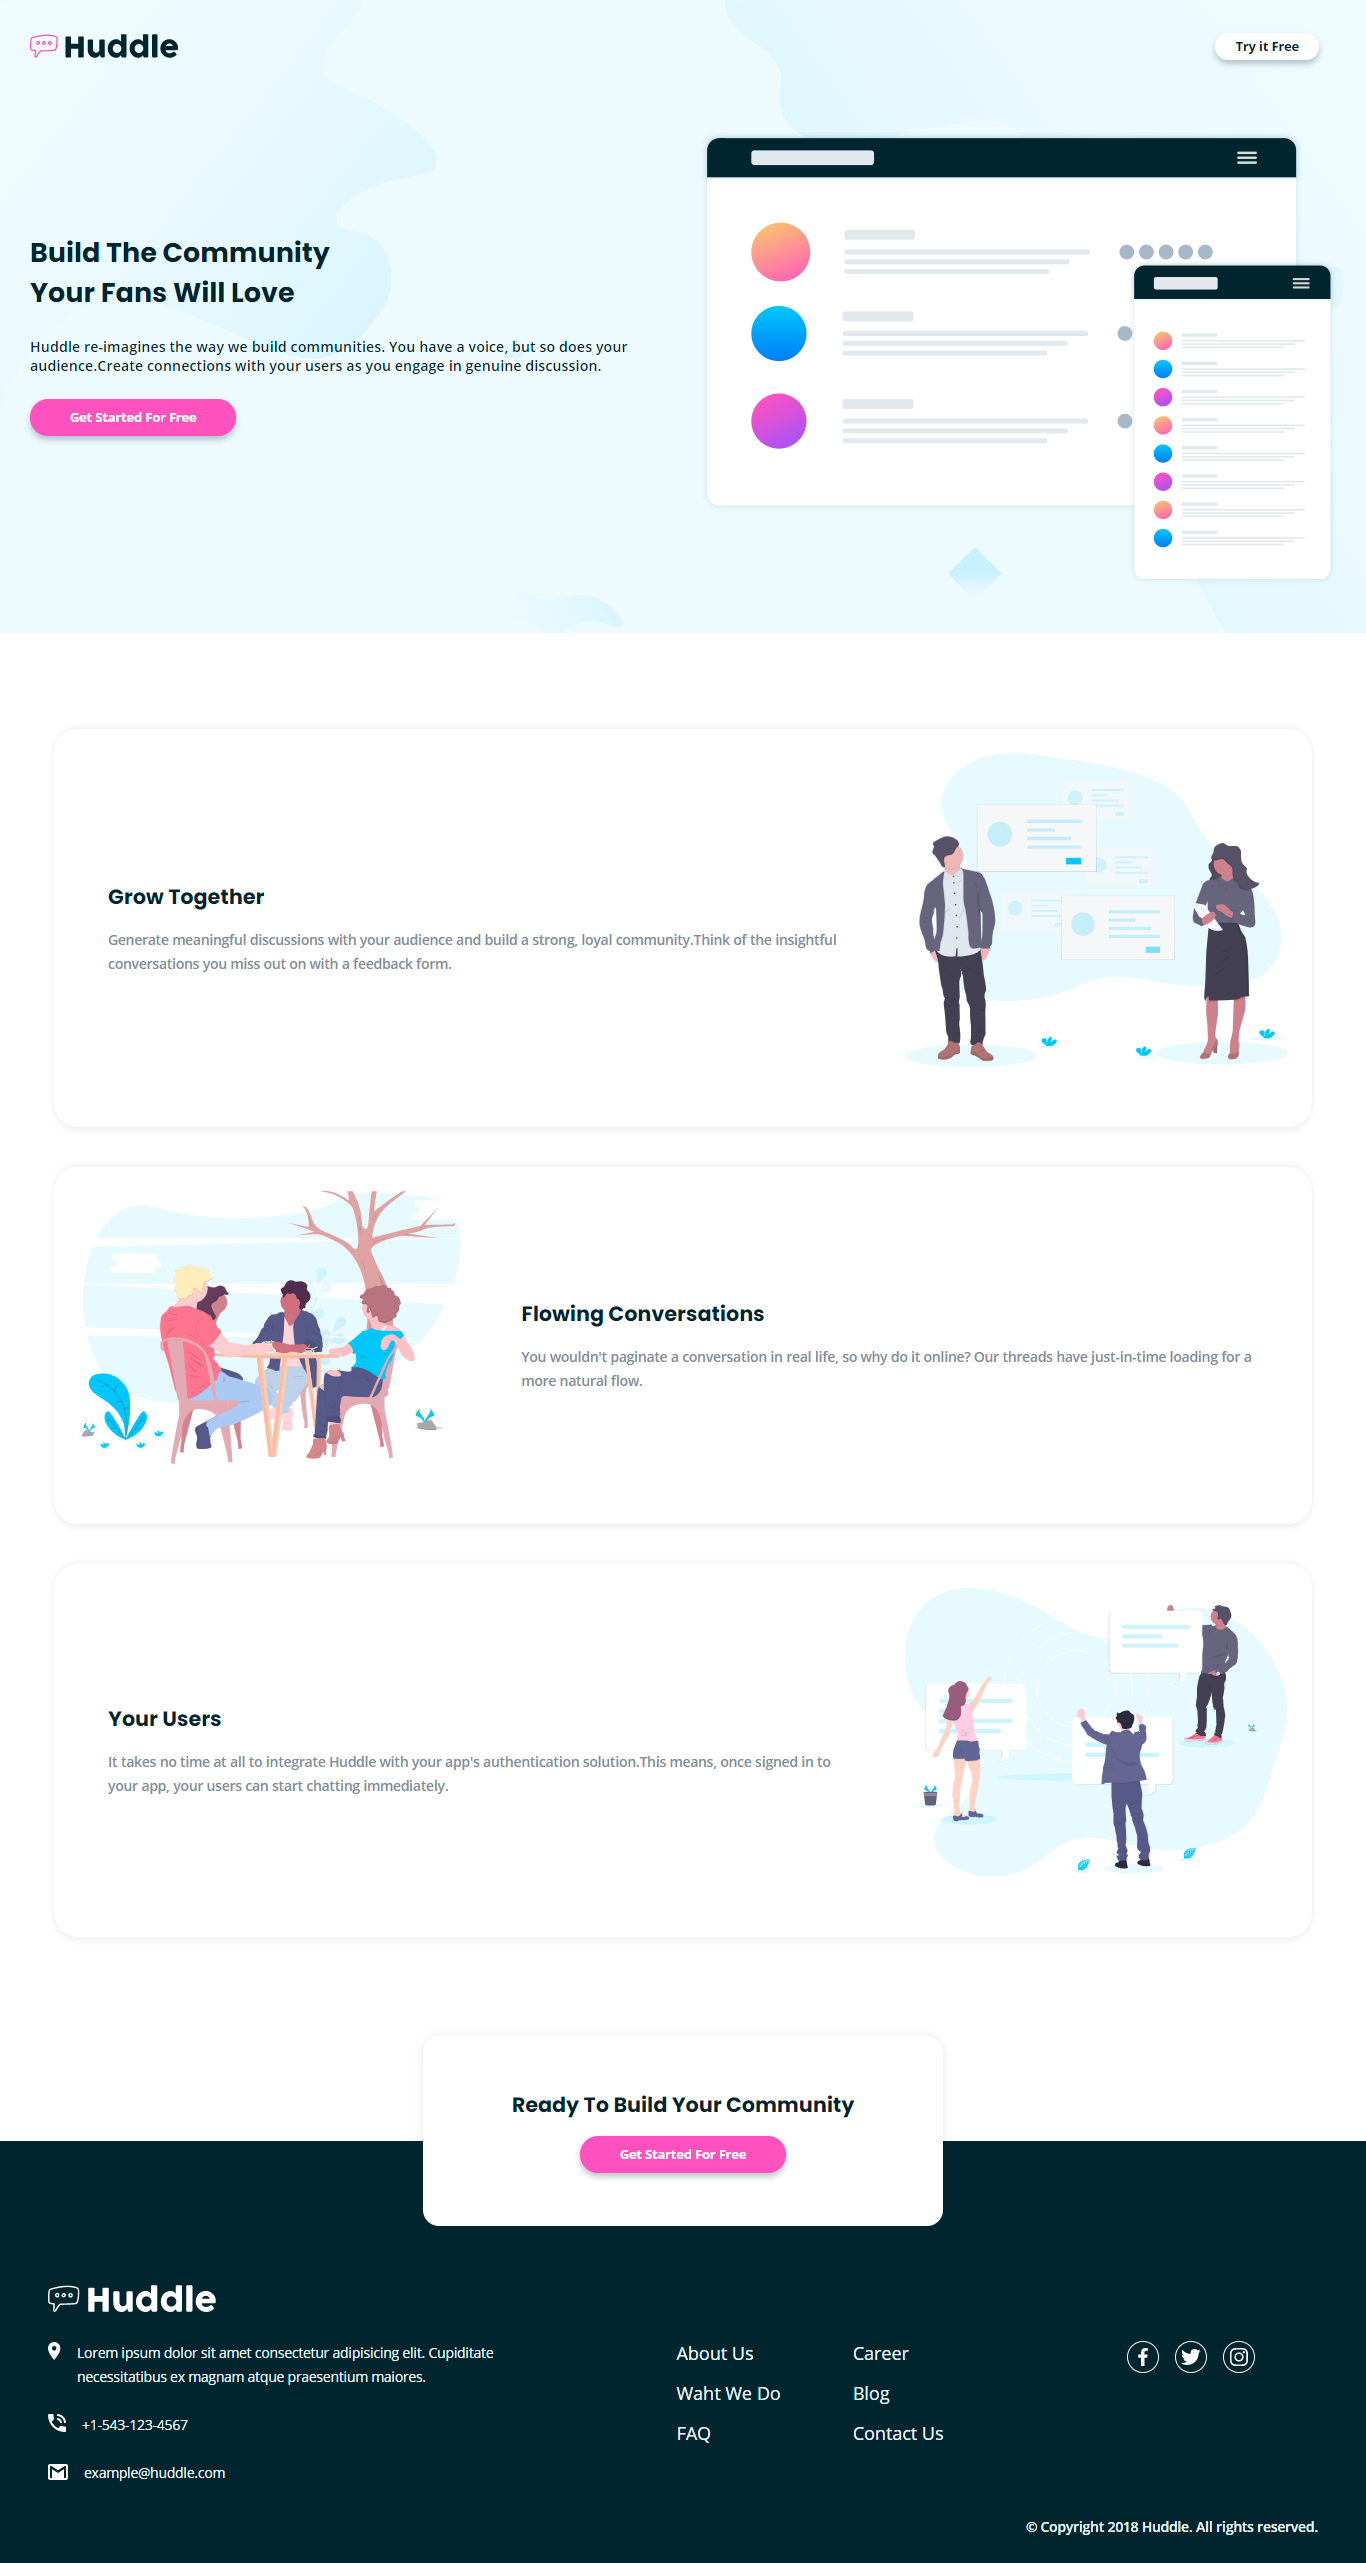 Huddle
Try it Free
Build The Community
Your Fans Will Love
Huddle re-imagines the way we build communities. You have a voice, but so does your
audience.Create connections with your users as you engage in genuine discussion.
Get Started For Free
Grow Together
Generate meaningful discussions with your audience and build a strong, loyal community.Think of the insightful
conversations you miss out on with a feedback form.
Flowing Conversations
You wouldn't paginate a conversation in real life, so why do it online? Our threads have just-in-time loading for a
more natural flow.
Your Users
It takes no time at all to integrate Huddle with your app's authentication solution.This means, once signed in to
your app, your users can start chatting immediately.
Ready To Build Your Community
Get Started For Free
Huddle
Lorem ipsum dolor sit amet consectetur adipisicing elit. Cupiditate
necessitatibus ex magnam atque praesentium maiores.
+1-543-123-4567
example@huddle.com
About Us
Waht We Do
FAQ
Career
Blog
Contact Us
© Copyright 2018 Huddle. All rights reserved.